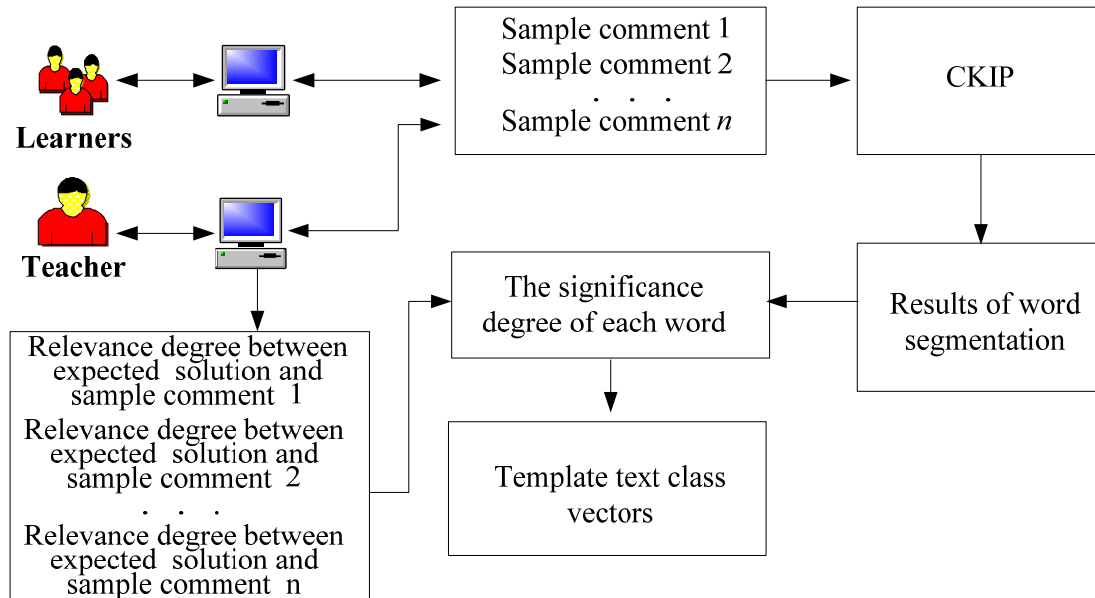 Sample comment 1
Sample comment 2
. . .
Sample comment n
CKIP
Learners
Teacher
The significance
degree of each word
Results of word
segmentation
Relevance degree between
expected solution and
sample comment 1
Relevance degree between
expected solution and
sample comment 2
. . .
Relevance degree between
expected solution and
sample comment n
Template text class
vectors